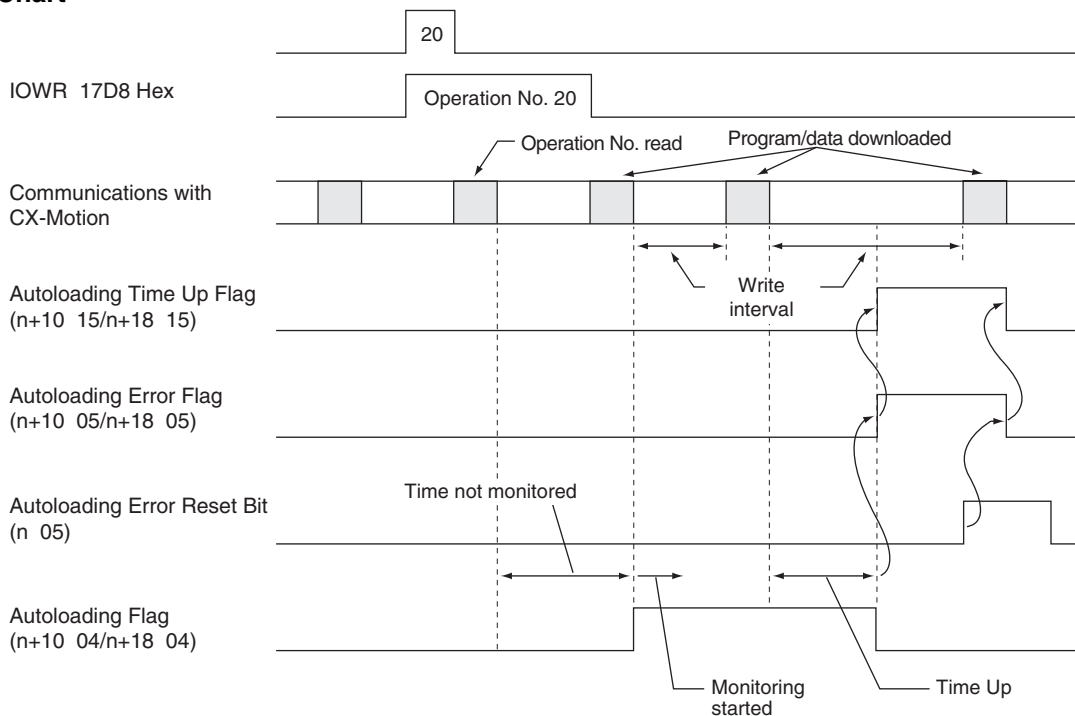 20
IOWR 17D8 Hex
Operation No. 20
Operation No. read
Program/data downloaded
Communications with
CX-Motion
Write
interval
Autoloading Time Up Flag
(n+10 15/n+18 15)
Autoloading Error Flag
(n+10 05/n+18 05)
Time not monitored
Autoloading Error Reset Bit
(n 05)
Autoloading Flag
(n+10 04/n+18 04)
Monitoring
started
Time Up